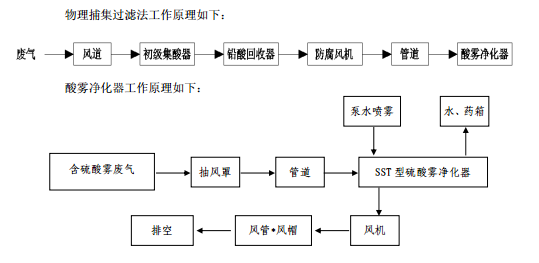 物理捕集过滤法工作原理如下：
废气 风道 初级集酸器 铅酸回收器 防腐风机 管道 酸雾净化器
酸雾净化器工作原理如下：
泵水喷雾 水、药箱
含硫酸雾废气 抽风罩 管道 SST型硫酸雾净化器
排空 风管•风帽 风机